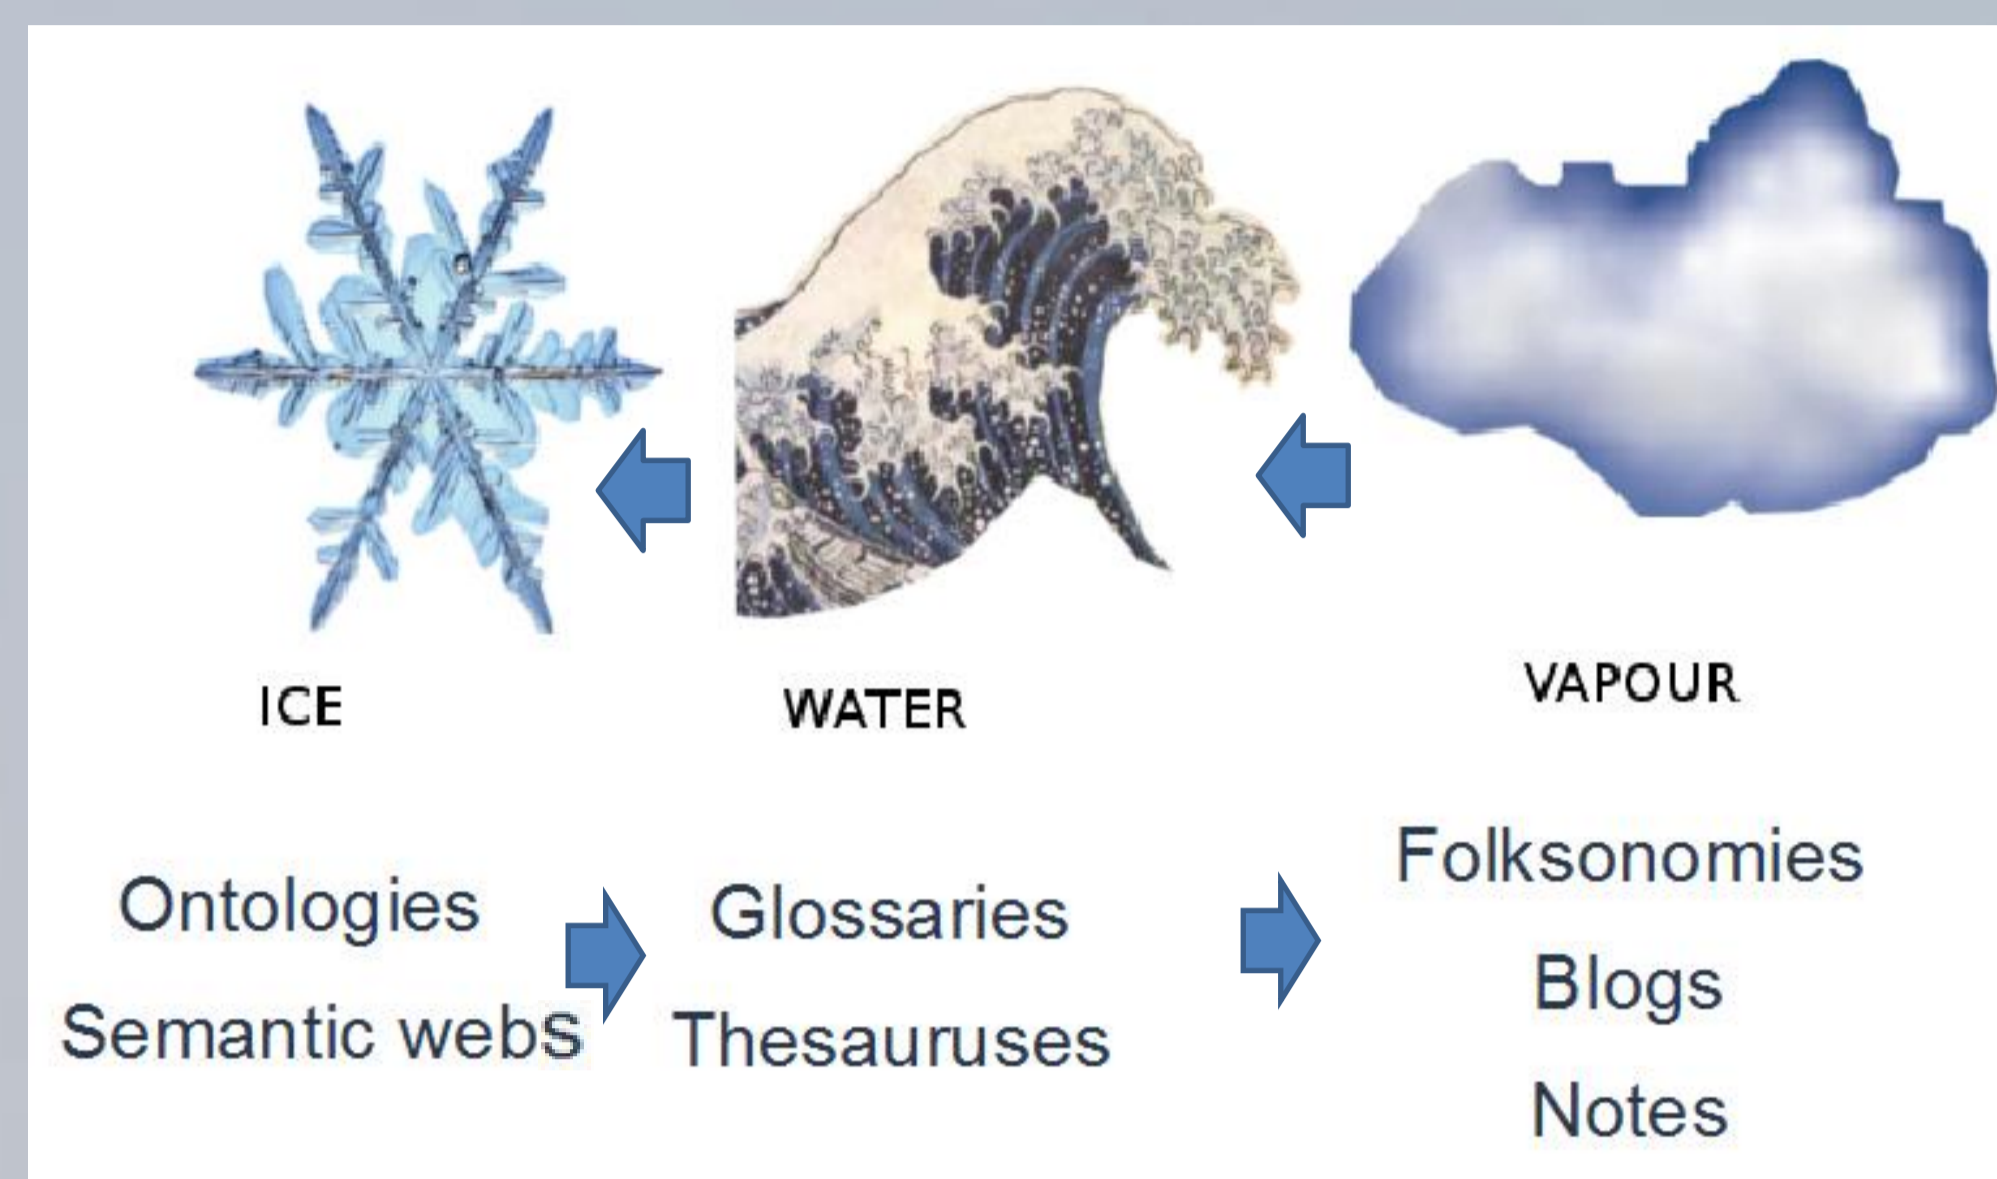 ICE
WATER
VAPOUR
Ontologies
Semantic webs
Glossaries
Thesauruses
Folksonomies
Blogs
Notes